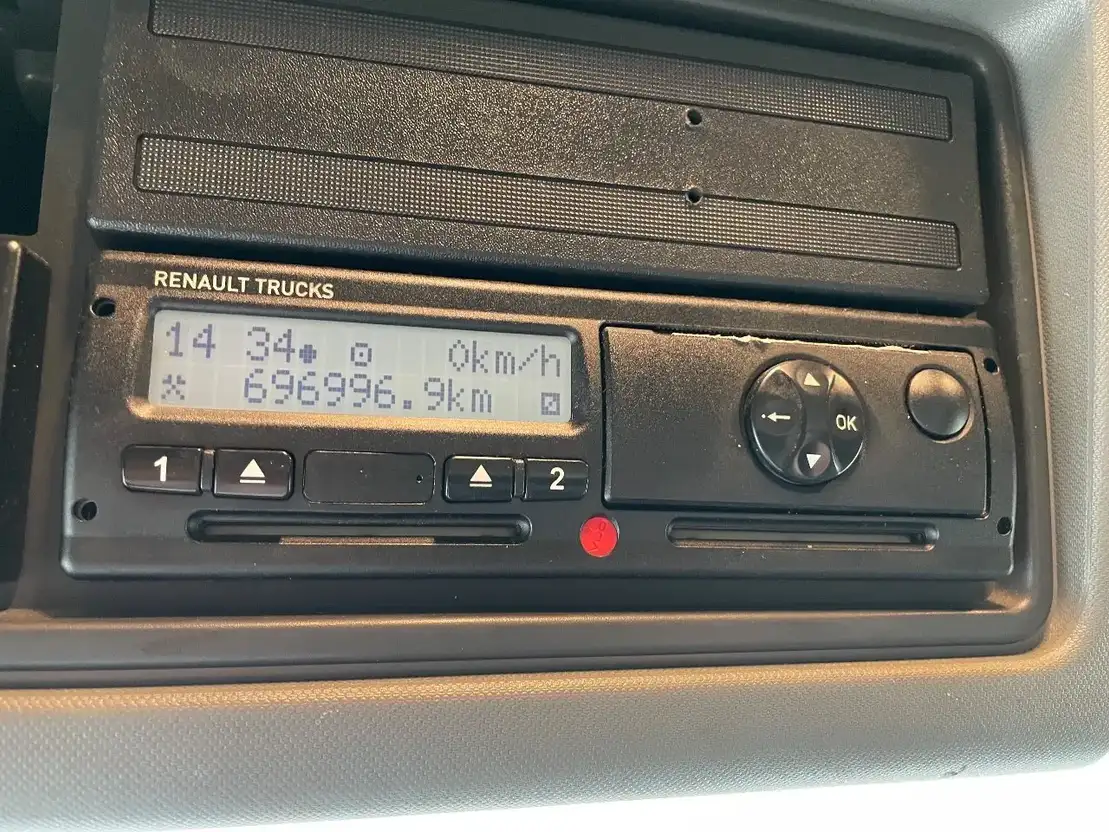 RENAULT TRUCKS
14 34 0km/h
696996.9km
1 2
OK